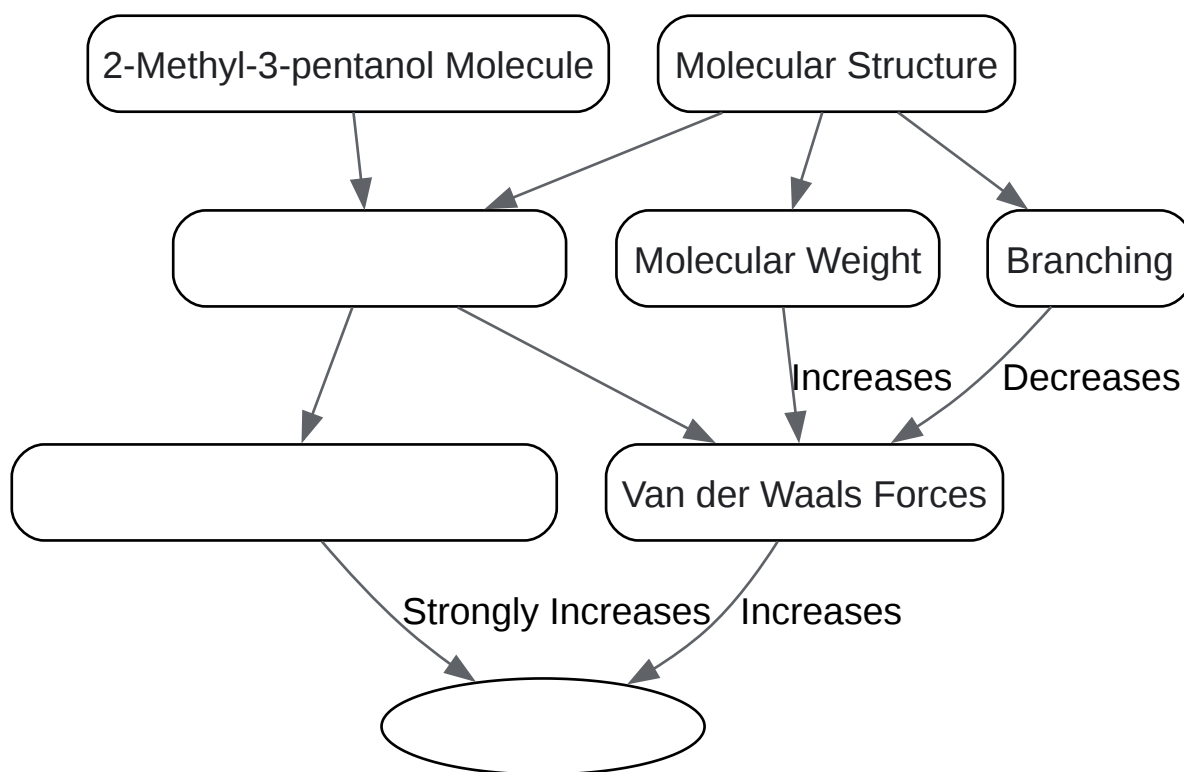 2-Methyl-3-pentanol Molecule
Molecular Structure
Molecular Weight
Branching
Increases
Decreases
Van der Waals Forces
Strongly Increases
Increases